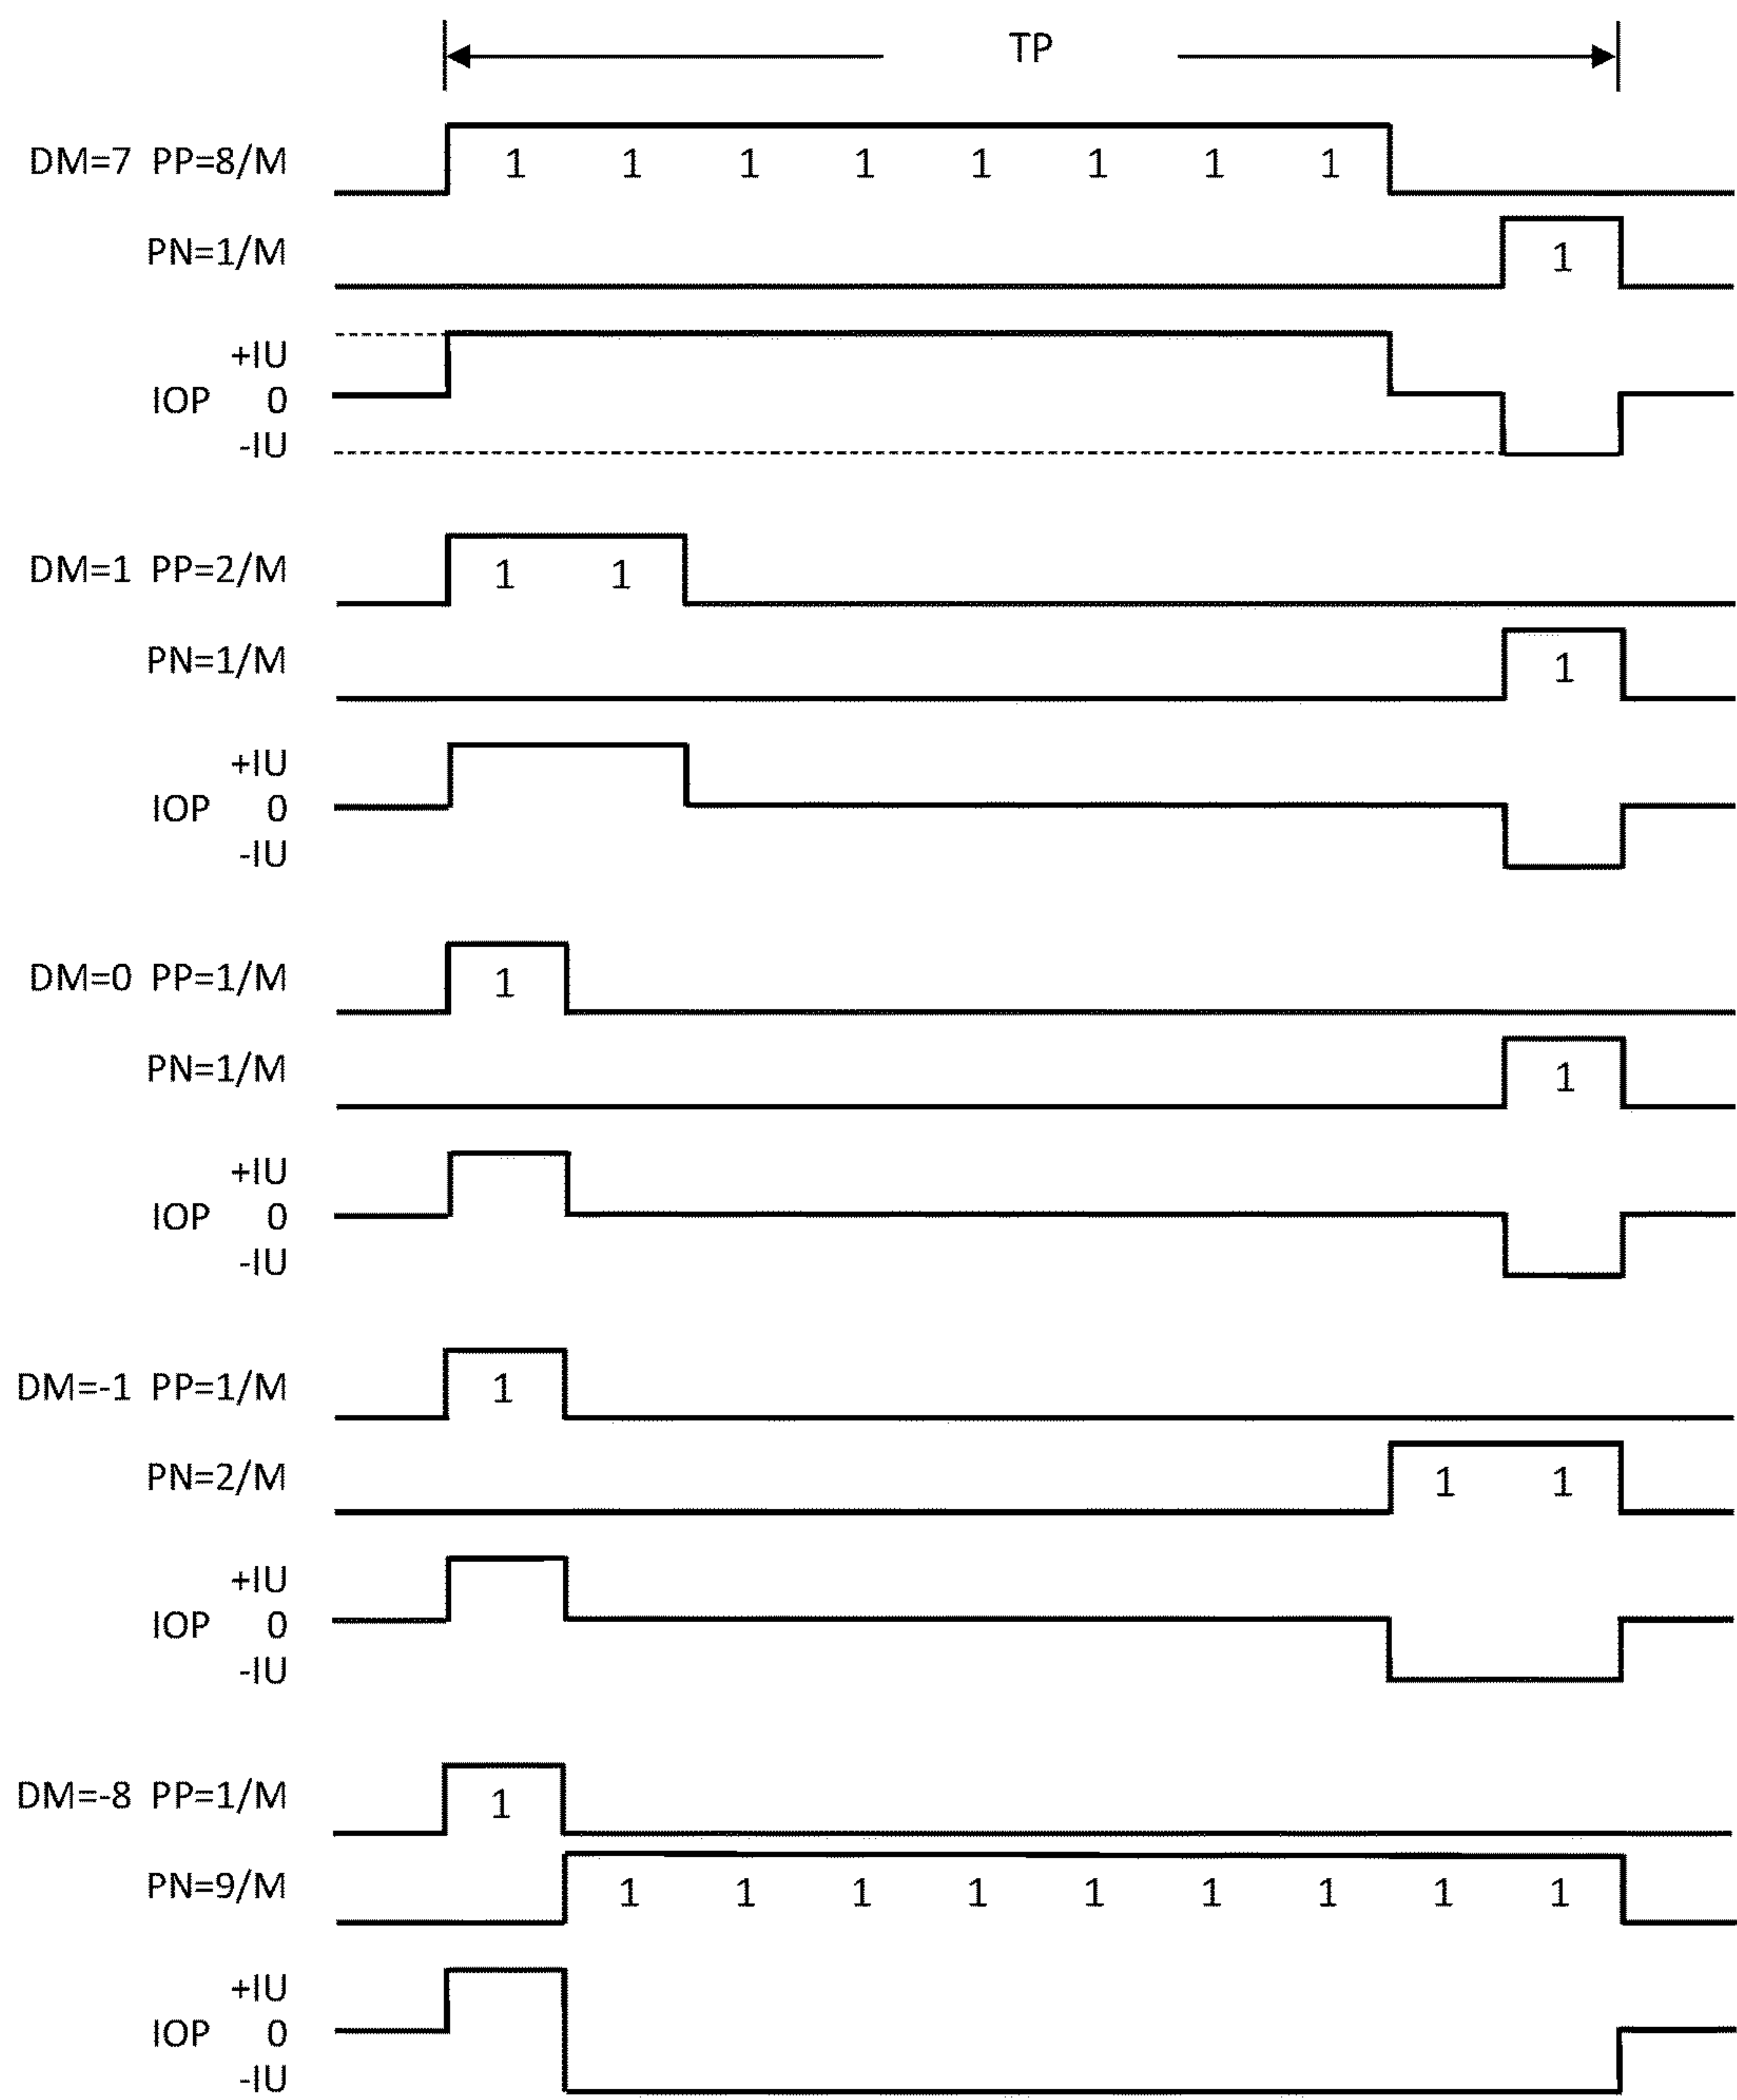 TP
DM=7 PP=8/M
1 1 1 1 1 1 1 1
PN=1/M
1
+IU
IOP 0
-IU
DM=1 PP=2/M
1 1
PN=1/M
1
+IU
IOP 0
-IU
DM=0 PP=1/M
1
PN=1/M
1
+IU
IOP 0
-IU
DM=-1 PP=1/M
1
PN=2/M
1 1
+IU
IOP 0
-IU
DM=-8 PP=1/M
1
PN=9/M
1 1 1 1 1 1 1 1 1
+IU
IOP 0
-IU